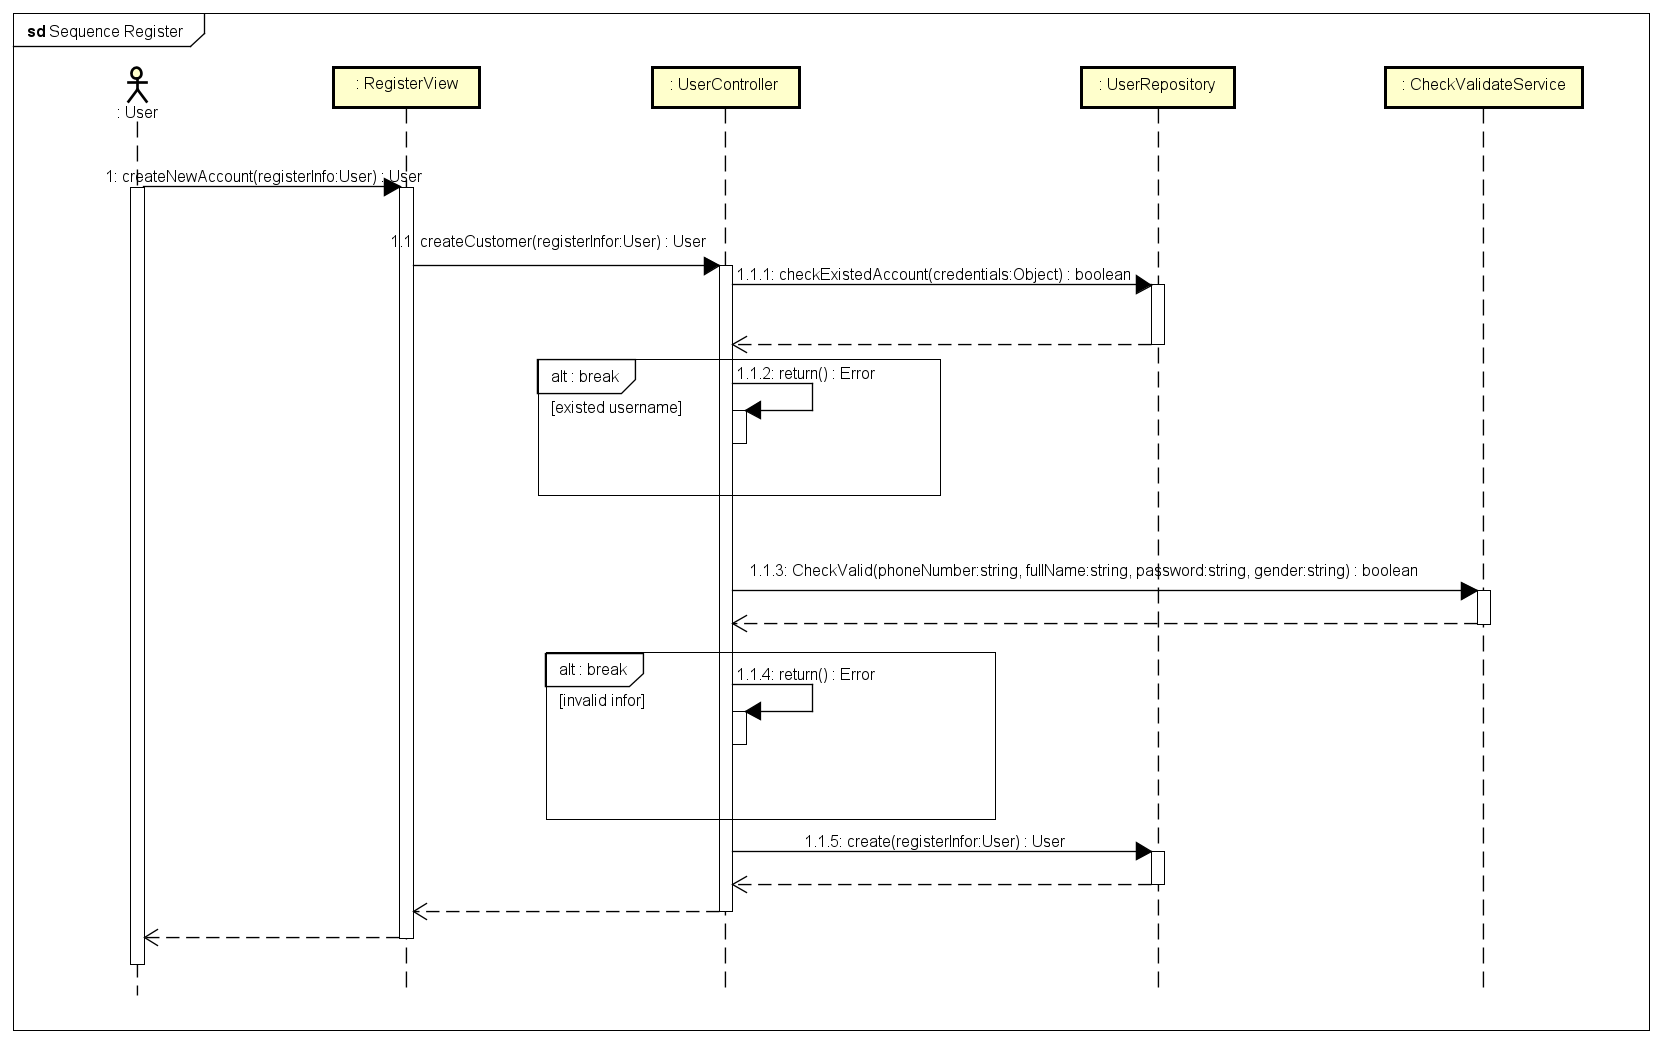 sd Sequence Register
: User
: RegisterView
: UserController
: UserRepository
: CheckValidateService
1: createNewAccount(registerInfo:User) : User
1.1: createCustomer(registerInfor:User) : User
1.1.1: checkExistedAccount(credentials:Object) : boolean
alt : break
1.1.2: return() : Error
[existed username]
1.1.3: CheckValid(phoneNumber:string, fullName:string, password:string, gender:string) : boolean
alt : break
1.1.4: return() : Error
[invalid infor]
1.1.5: create(registerInfor:User) : User